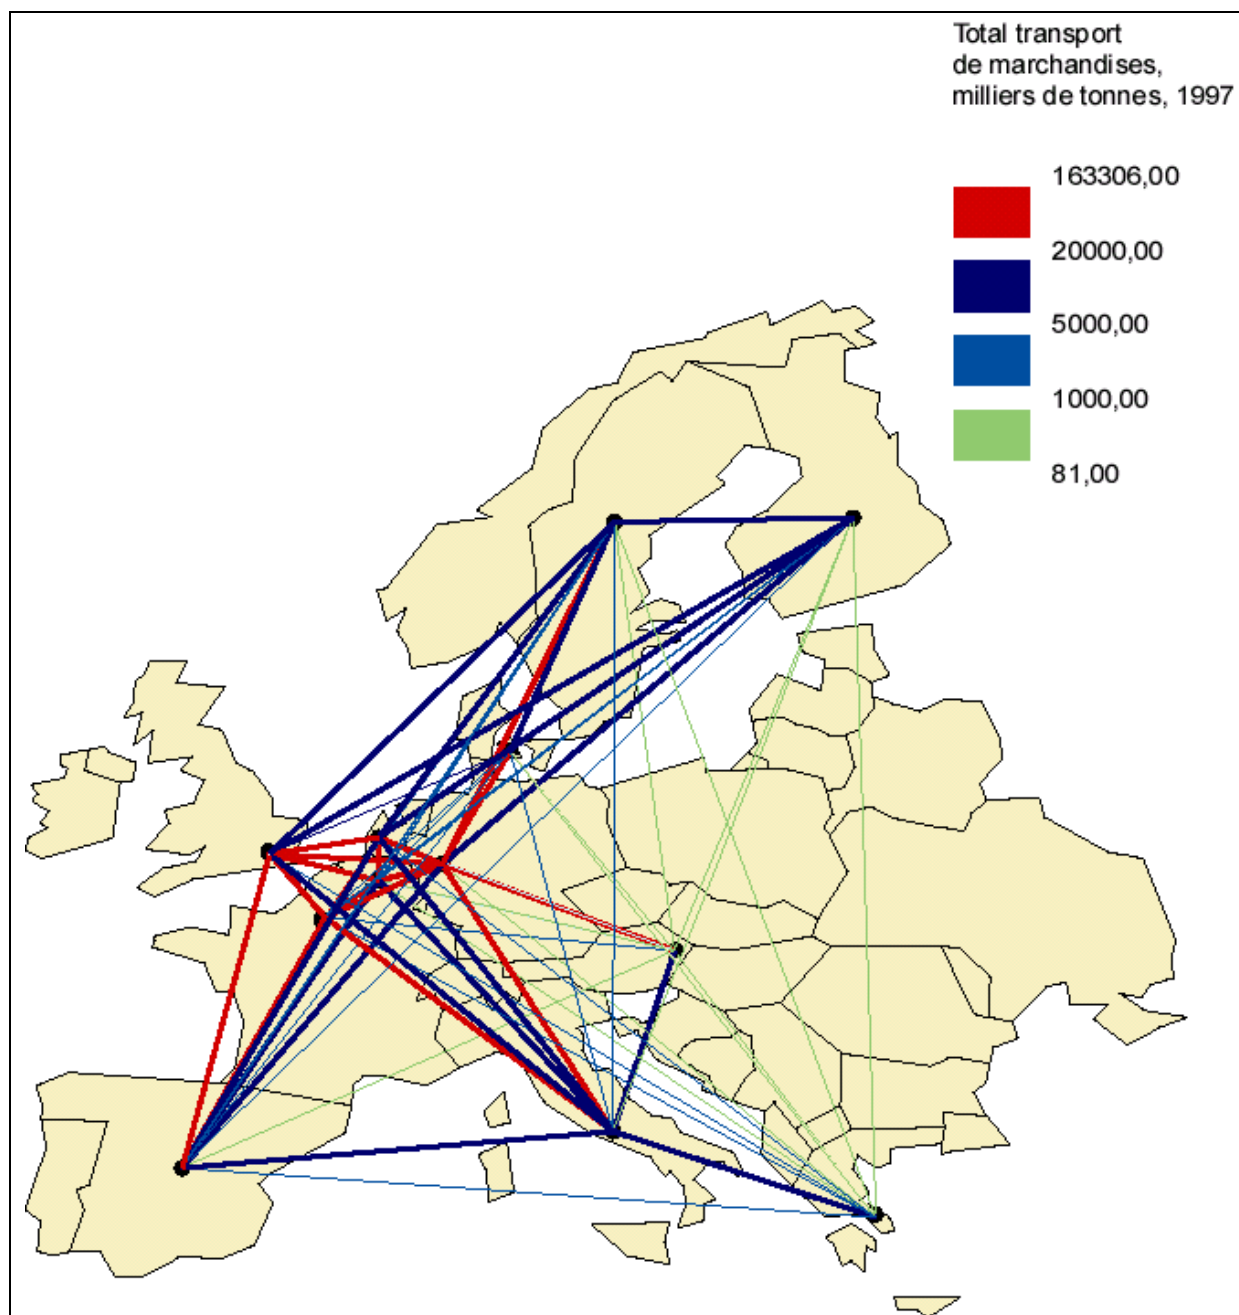 Total transport
de marchandises,
milliers de tonnes, 1997
163306,00
20000,00
5000,00
1000,00
81,00